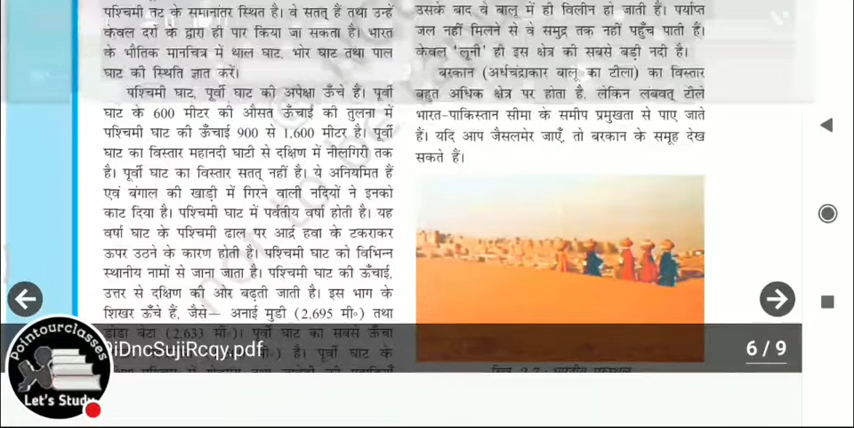 पश्चिमी तट के समानांतर स्थित है। वे सतत् हैं तथा उन्हें
केवल दर्रों के द्वारा ही पार किया जा सकता है। भारत
के भौतिक मानचित्र में थाल घाट, भोर घाट तथा पाल
घाट की स्थिति ज्ञात करें।
पश्चिमी घाट, पूर्वी घाट की अपेक्षा ऊँचे हैं। पूर्वी
घाट के 600 मीटर की औसत ऊँचाई की तुलना में
पश्चिमी घाट की ऊँचाई 900 से 1,600 मीटर है। पूर्वी
घाट का विस्तार महानदी घाटी से दक्षिण में नीलगिरी तक
है। पूर्वी घाट का विस्तार सतत् नहीं है। ये अनियमित हैं
एवं बंगाल की खाड़ी में गिरने वाली नदियों ने इनको
काट दिया है। पश्चिमी घाट में पर्वतीय वर्षा होती है। यह
वर्षा घाट के पश्चिमी ढाल पर आर्द्र हवा के टकराकर
ऊपर उठने के कारण होती है। पश्चिमी घाट को विभिन्न
स्थानीय नामों से जाना जाता है। पश्चिमी घाट की ऊँचाई,
उत्तर से दक्षिण की ओर बढ़ती जाती है। इस भाग के
शिखर ऊँचे हैं, जैसे— अनाई मुडी (2,695 मी॰) तथा
डोडा बेटा (2,633 मी॰)। पूर्वी घाट का सबसे ऊँचा
है। पूर्वी घाट के
उसके बाद वे बालू में ही विलीन हो जाती हैं। पर्याप्त
जल नहीं मिलने से वे समुद्र तक नहीं पहुँच पाती हैं।
केवल 'लूनी' ही इस क्षेत्र की सबसे बड़ी नदी है।
बरकान (अर्धचंद्राकार बालू का टीला) का विस्तार
बहुत अधिक क्षेत्र पर होता है, लेकिन लंबवत् टीले
भारत-पाकिस्तान सीमा के समीप प्रमुखता से पाए जाते
हैं। यदि आप जैसलमेर जाएँ, तो बरकान के समूह देख
सकते हैं।
DiDncSujiRcqy.pdf
6 / 9
Pointourclasses
Let's Study